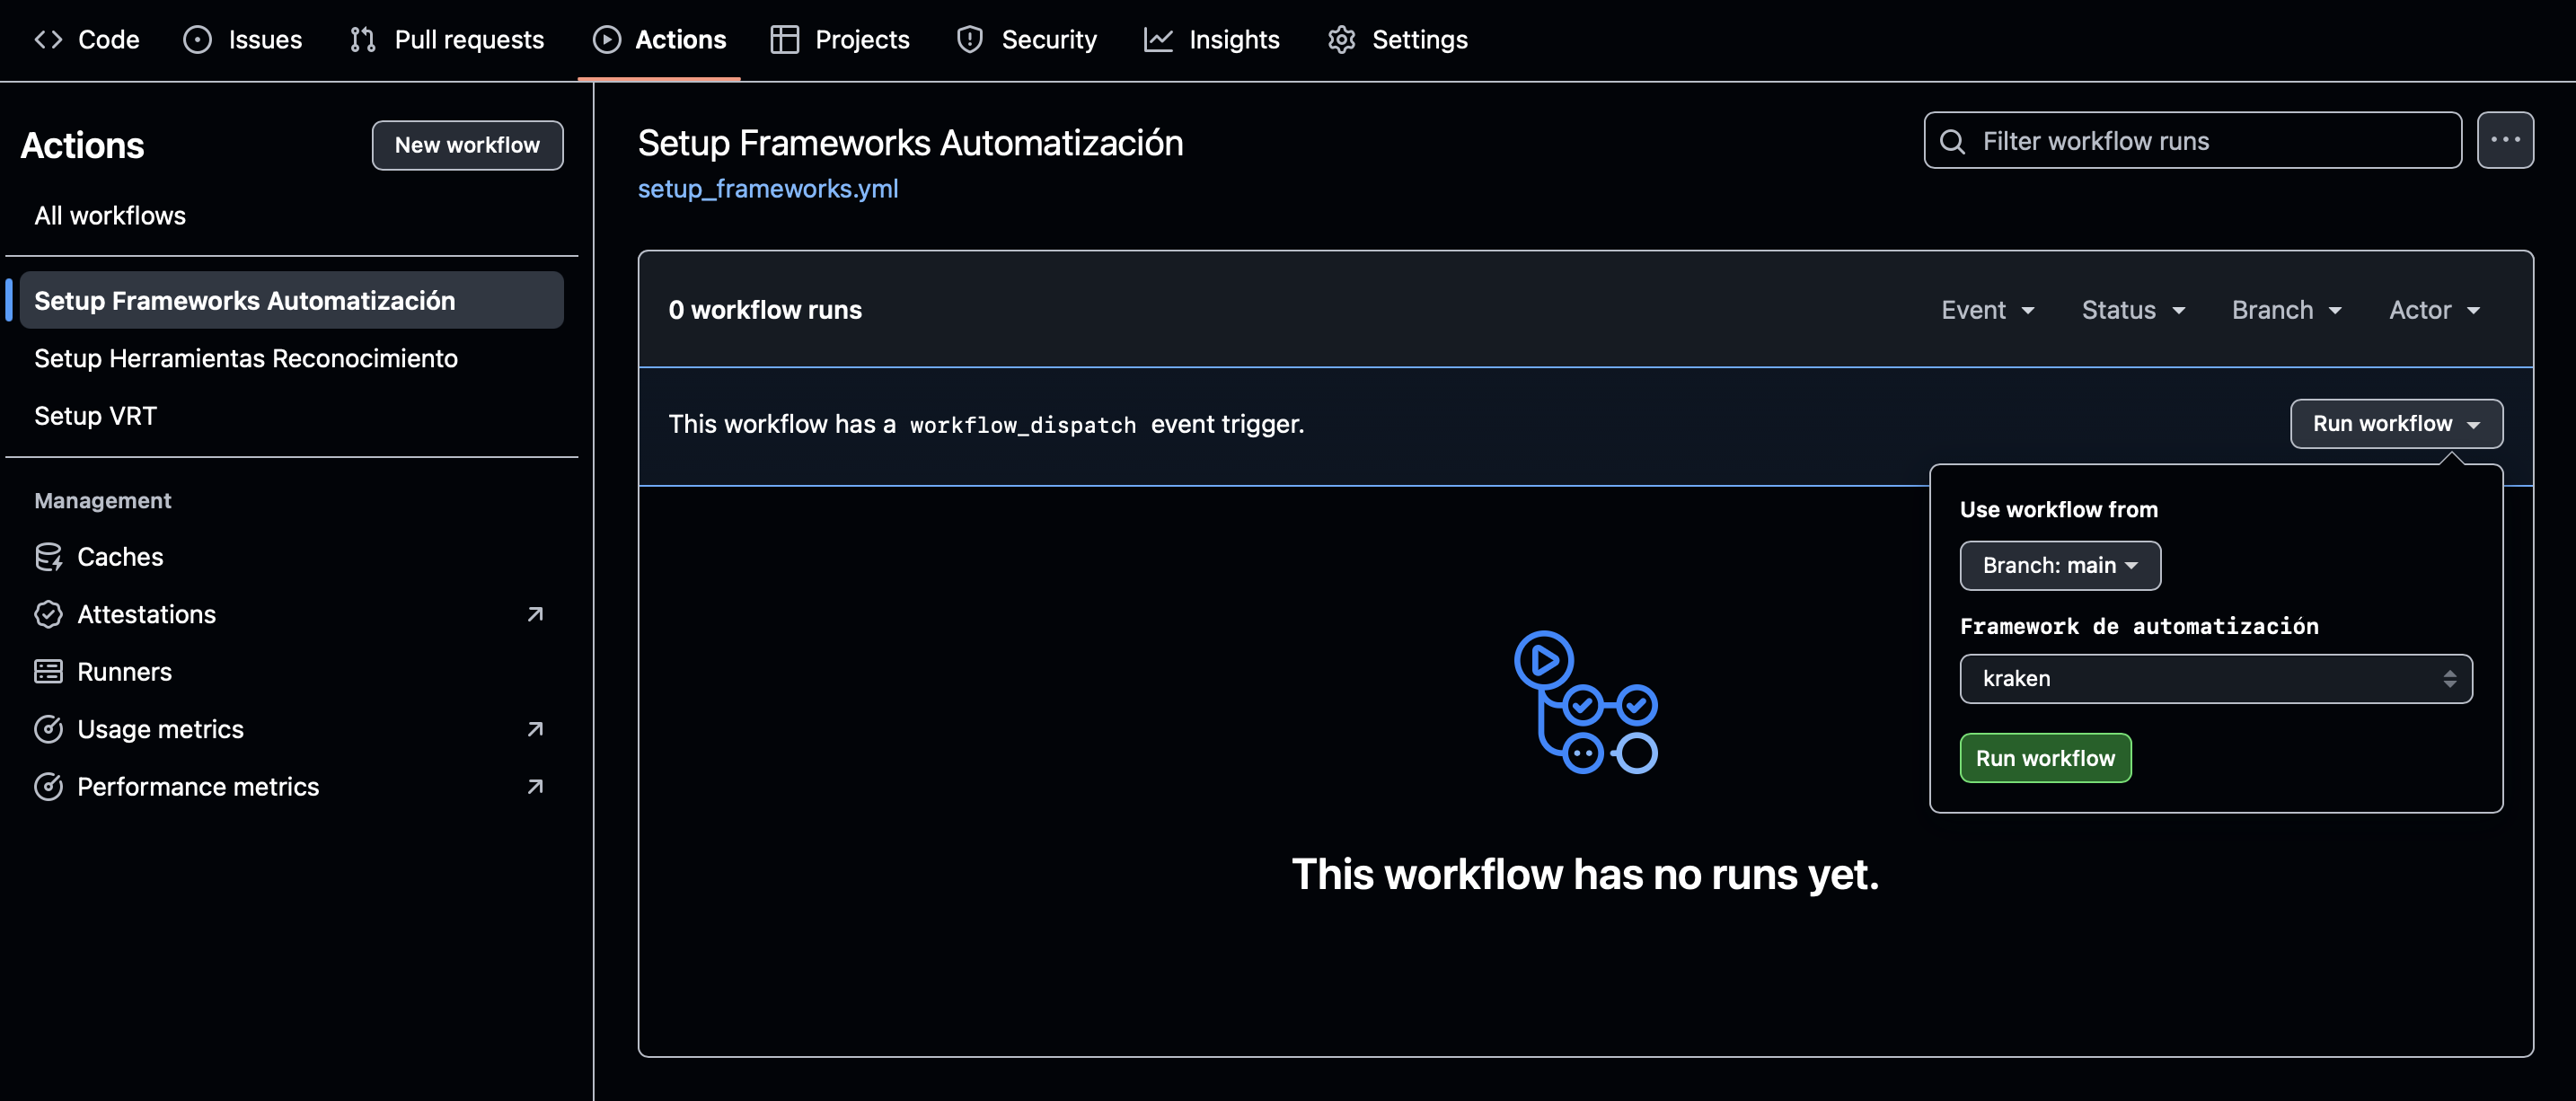 Code Issues Pull requests Actions Projects Security Insights Settings
Actions
New workflow
All workflows
Setup Frameworks Automatización
Setup Herramientas Reconocimiento
Setup VRT
Management
Caches
Attestations
Runners
Usage metrics
Performance metrics
Setup Frameworks Automatización
setup_frameworks.yml
Filter workflow runs
0 workflow runs
Event Status Branch Actor
This workflow has a workflow_dispatch event trigger.
Run workflow
Use workflow from
Branch: main
Framework de automatización
kraken
Run workflow
This workflow has no runs yet.